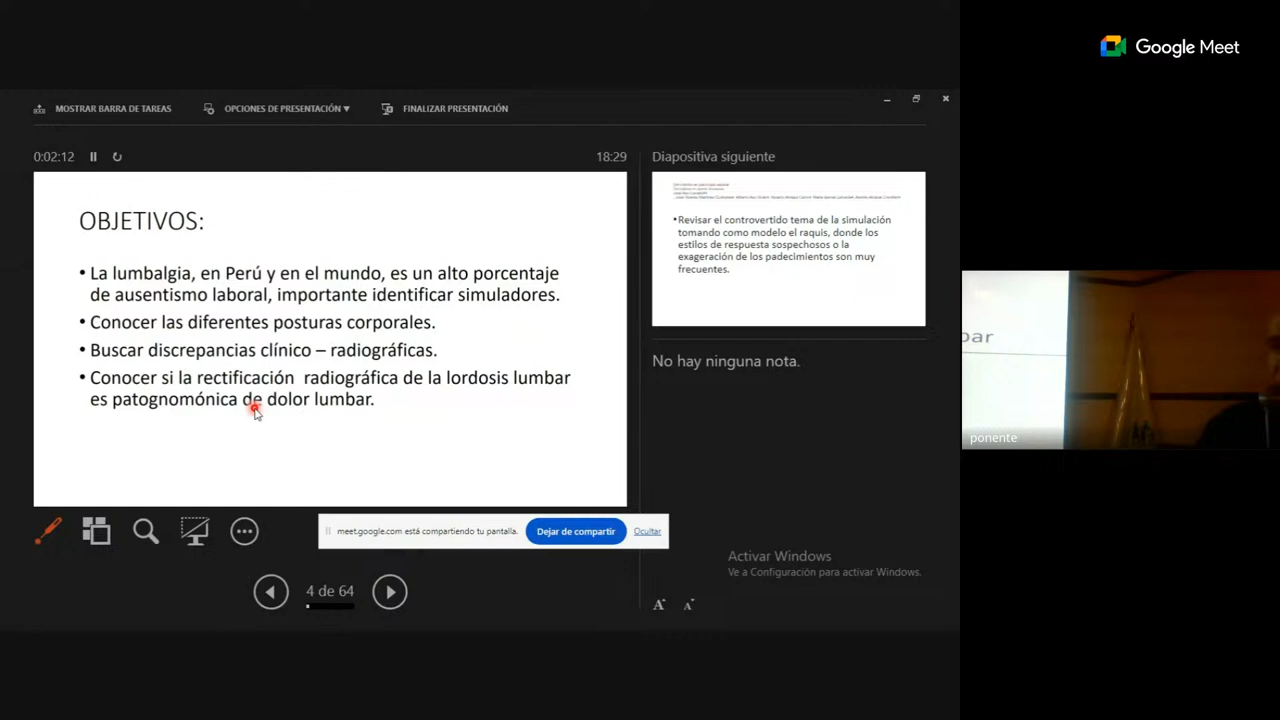 Google Meet
MOSTRAR BARRA DE TAREAS
OPCIONES DE PRESENTACIÓN ▼
FINALIZAR PRESENTACIÓN
0:02:12
18:29
Diapositiva siguiente
OBJETIVOS:
• La lumbalgia, en Perú y en el mundo, es un alto porcentaje
de ausentismo laboral, importante identificar simuladores.
• Conocer las diferentes posturas corporales.
• Buscar discrepancias clínico – radiográficas.
• Conocer si la rectificación radiográfica de la lordosis lumbar
es patognomónica de dolor lumbar.
•Revisar el controvertido tema de la simulación
tomando como modelo el raquis, donde los
estilos de respuesta sospechosos o la
exageración de los padecimientos son muy
frecuentes.
No hay ninguna nota.
bar
ponente
meet.google.com está compartiendo tu pantalla.
Dejar de compartir
Ocultar
Activar Windows
Ve a Configuración para activar Windows.
4 de 64
A A